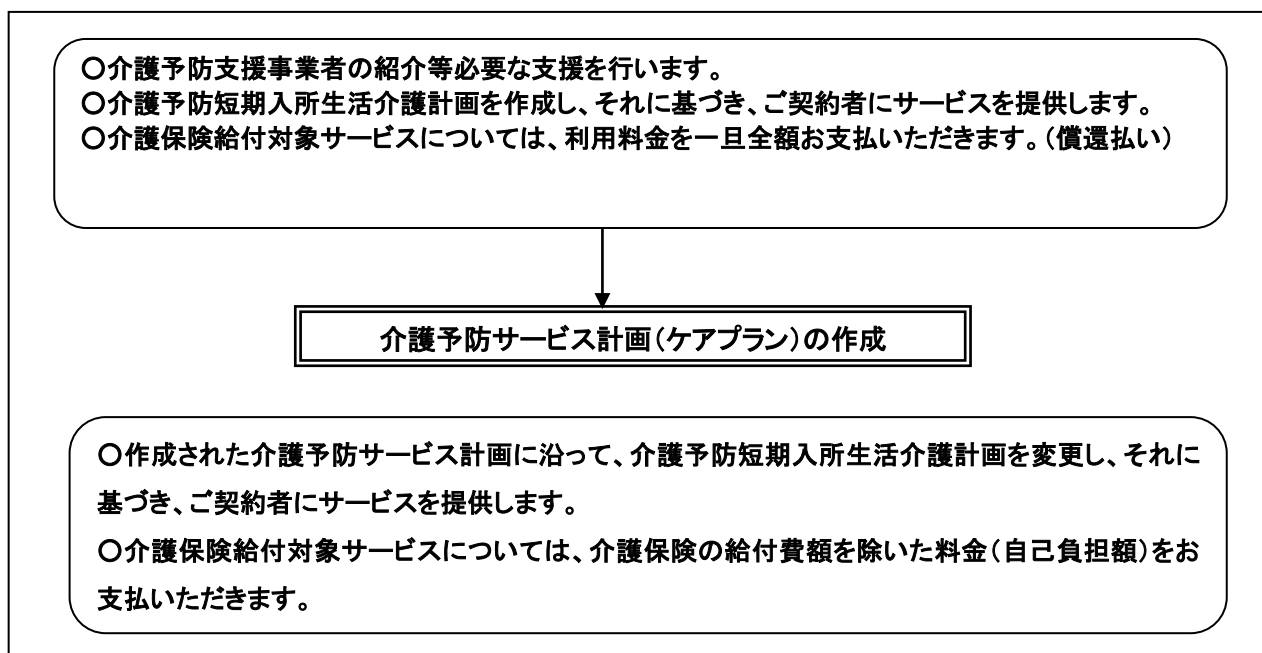 〇介護予防支援事業者の紹介等必要な支援を行います。
〇介護予防短期入所生活介護計画を作成し、それに基づき、ご契約者にサービスを提供します。
〇介護保険給付対象サービスについては、利用料金を一旦全額お支払いただきます。（償還払い）
介護予防サービス計画（ケアプラン）の作成
〇作成された介護予防サービス計画に沿って、介護予防短期入所生活介護計画を変更し、それに
基づき、ご契約者にサービスを提供します。
〇介護保険給付対象サービスについては、介護保険の給付費額を除いた料金（自己負担額）をお
支払いただきます。